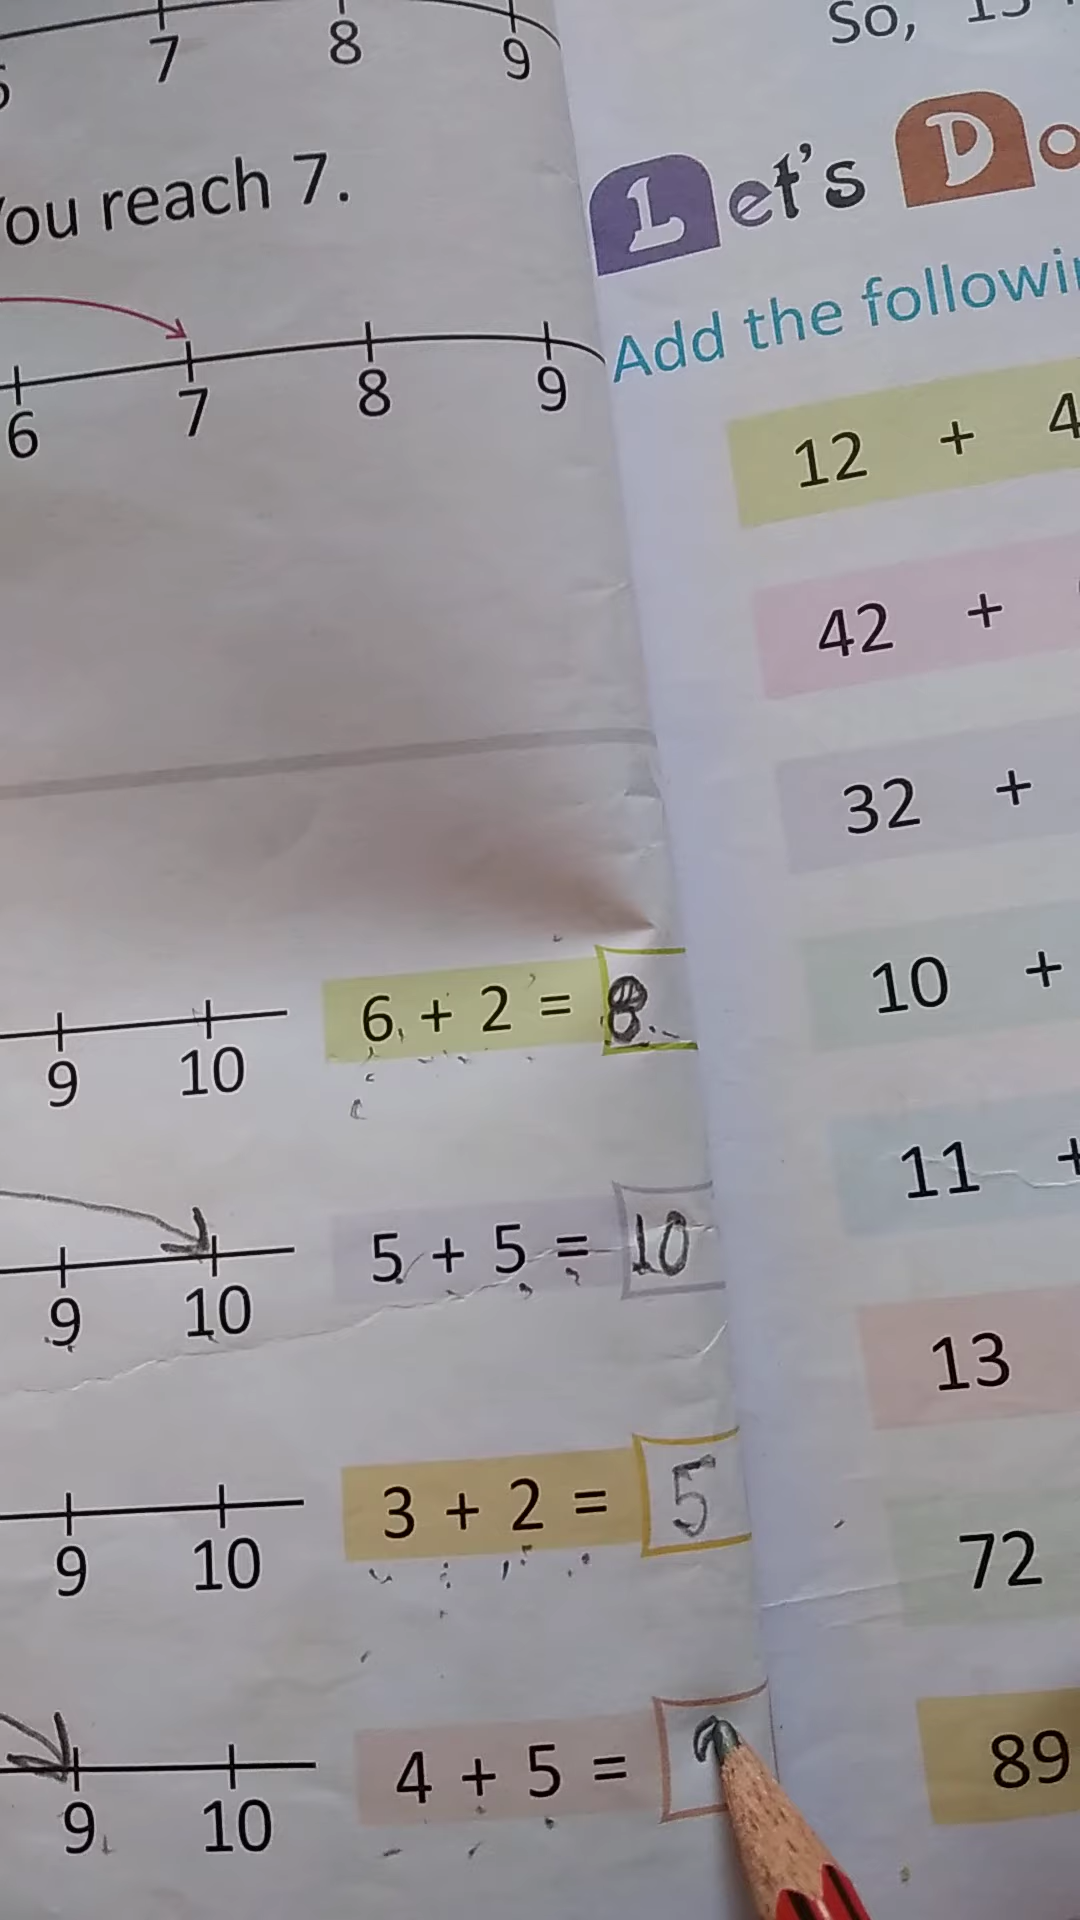 7 8 9
You reach 7.
6 7 8 9
9 10 6 + 2 = 8
9 10 5 + 5 = 10
9 10 3 + 2 = 5
9 10 4 + 5 =
So,
Let's Do
Add the
12 + 4
42 +
32 +
10 +
11 +
13
72
89